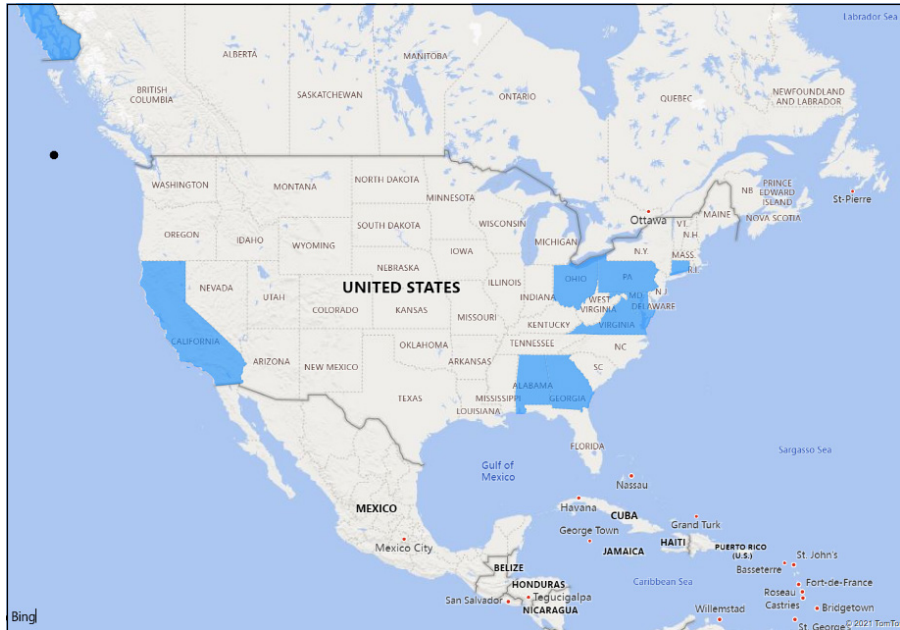 Labrador Sea
ALBERTA
MANITOBA
BRITISH
COLUMBIA
SASKATCHEWAN
ONTARIO
QUEBEC
NEWFOUNDLAND
AND LABRADOR
WASHINGTON
MONTANA
NORTH DAKOTA
MINNESOTA
NB
PRINCE
EDWARD
ISLAND
St-Pierre
NOVA SCOTIA
Ottawa
MAINE
VT.
N.H
OREGON
IDAHO
WYOMING
SOUTH DAKOTA
WISCONSIN
MICHIGAN
N.Y.
MASS.
R.I.
IOWA
NEBRASKA
NEVADA
UTAH
UNITED STATES
ILLINOIS
INDIANA
OHIO
PA
N J
MD
DELAWARE
COLORADO
KANSAS
MISSOURI
WEST
VIRGINIA
KENTUCKY
VIRGINIA
CALIFORNIA
TENNESSEE
NC
OKLAHOMA
ARKANSAS
ARIZONA
NEW MEXICO
SC
ALABAMA
TEXAS
MISSISSIPPI
GEORGIA
LOUISIANA
FLORIDA
Sargasso Sea
Gulf of
Mexico
Nassau
MEXICO
Havana
CUBA
Grand Turk
George Town
Mexico City
JAMAICA
HAITI
PUERTO RICO
(U.S.)
St. John's
Basseterre
BELIZE
Caribbean Sea
Fort-de-France
HONDURAS
Roseau
San Salvador
Tegucigalpa
Castries
NICARAGUA
Willemstad
Bridgetown
Bing
St. George's
© 2021 TomTo